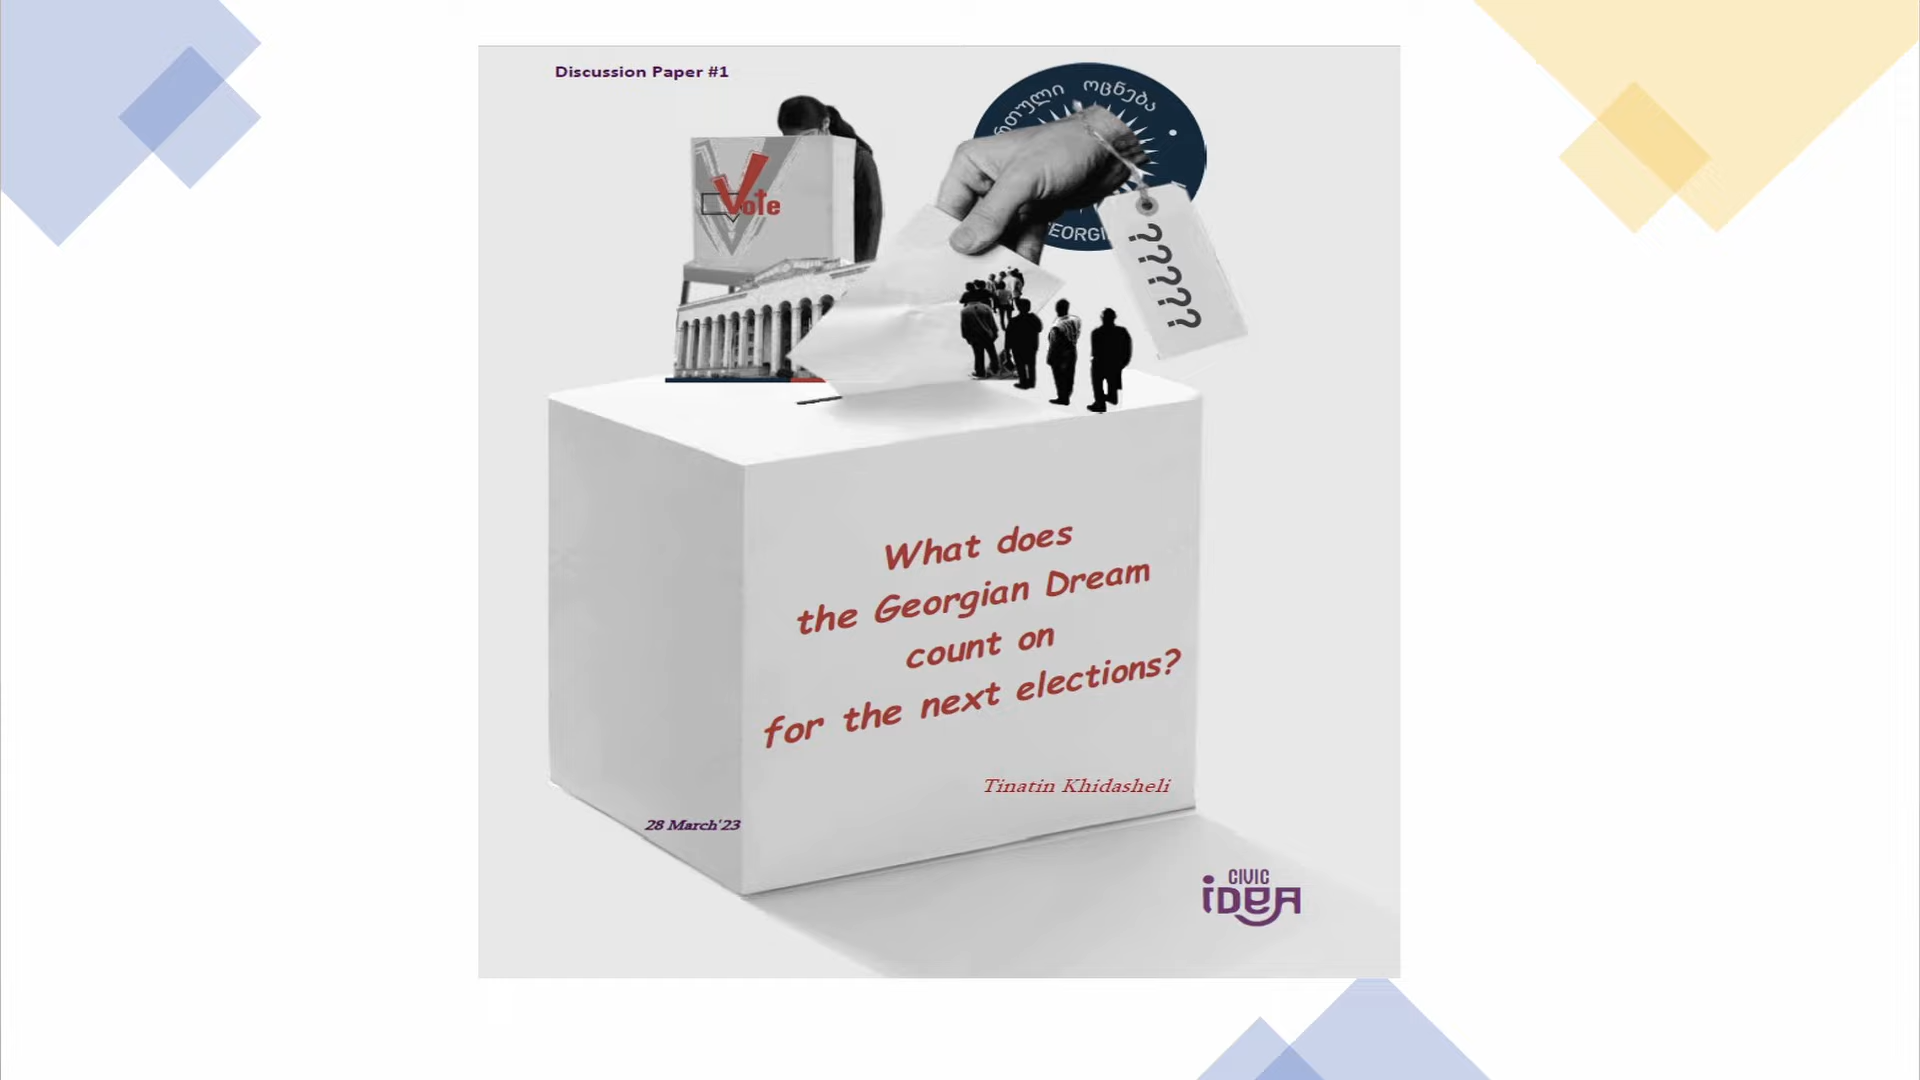 Discussion Paper #1
ოცნება
Vote
?????
What does
the Georgian Dream
count on
for the next elections?
Tinatin Khidasheli
28 March'23
CIVIC
IDEA